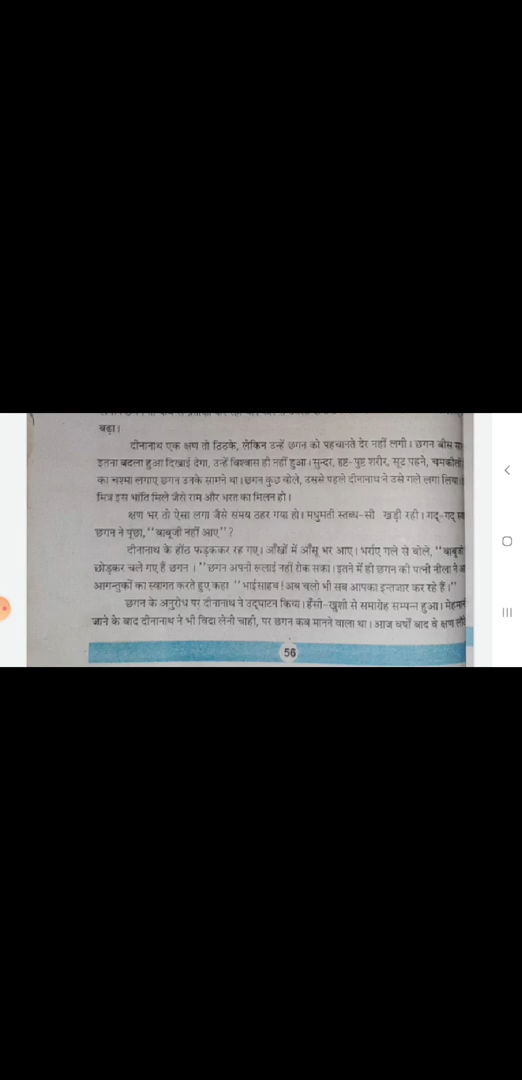 बढ़ा।
दीनानाथ एक क्षण तो ठिठके, लेकिन उन्हें छगन को पहचानते देर नहीं लगी। छगन बीस
इतना बदला हुआ दिखाई देगा, उन्हें विश्वास ही नहीं हुआ। सुन्दर, हृष्ट-पुष्ट शरीर, सूट पहने, चमकीली
का चश्मा लगाए छगन उनके सामने था। छगन कुछ बोले, उससे पहले दीनानाथ ने उसे गले लगा लिया।
मित्र इस भांति मिले जैसे राम और भरत का मिलन हो।
क्षण भर तो ऐसा लगा जैसे समय ठहर गया हो। मधुमती स्तब्ध-सी खड़ी रही। गद्-गद्
छगन ने पूछा, "बाबूजी नहीं आए"?
दीनानाथ के होंठ फड़ककर रह गए। आँखों में आँसू भर आए। भर्राए गले से बोले, "बाबूजी
छोड़कर चले गए हैं छगन।" छगन अपनी रुलाई नहीं रोक सका। इतने में ही छगन की पत्नी नीला ने
आगन्तुकों का स्वागत करते हुए कहा "भाईसाहब! अब चलो भी सब आपका इन्तजार कर रहे हैं।"
छगन के अनुरोध पर दीनानाथ ने उद्घाटन किया। हँसी-खुशी से समारोह सम्पन्न हुआ।
जाने के बाद दीनानाथ ने भी विदा लेनी चाही, पर छगन कब मानने वाला था। आज वर्षों बाद वे क्षण
56